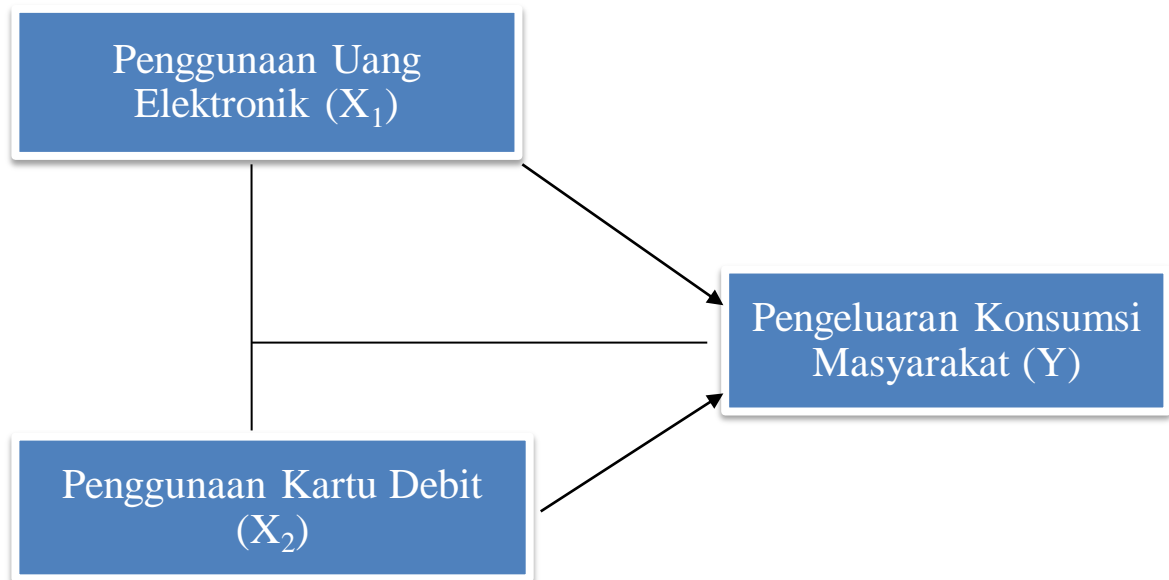 Penggunaan Uang
Elektronik (X₁)
Pengeluaran Konsumsi
Masyarakat (Y)
Penggunaan Kartu Debit
(X₂)